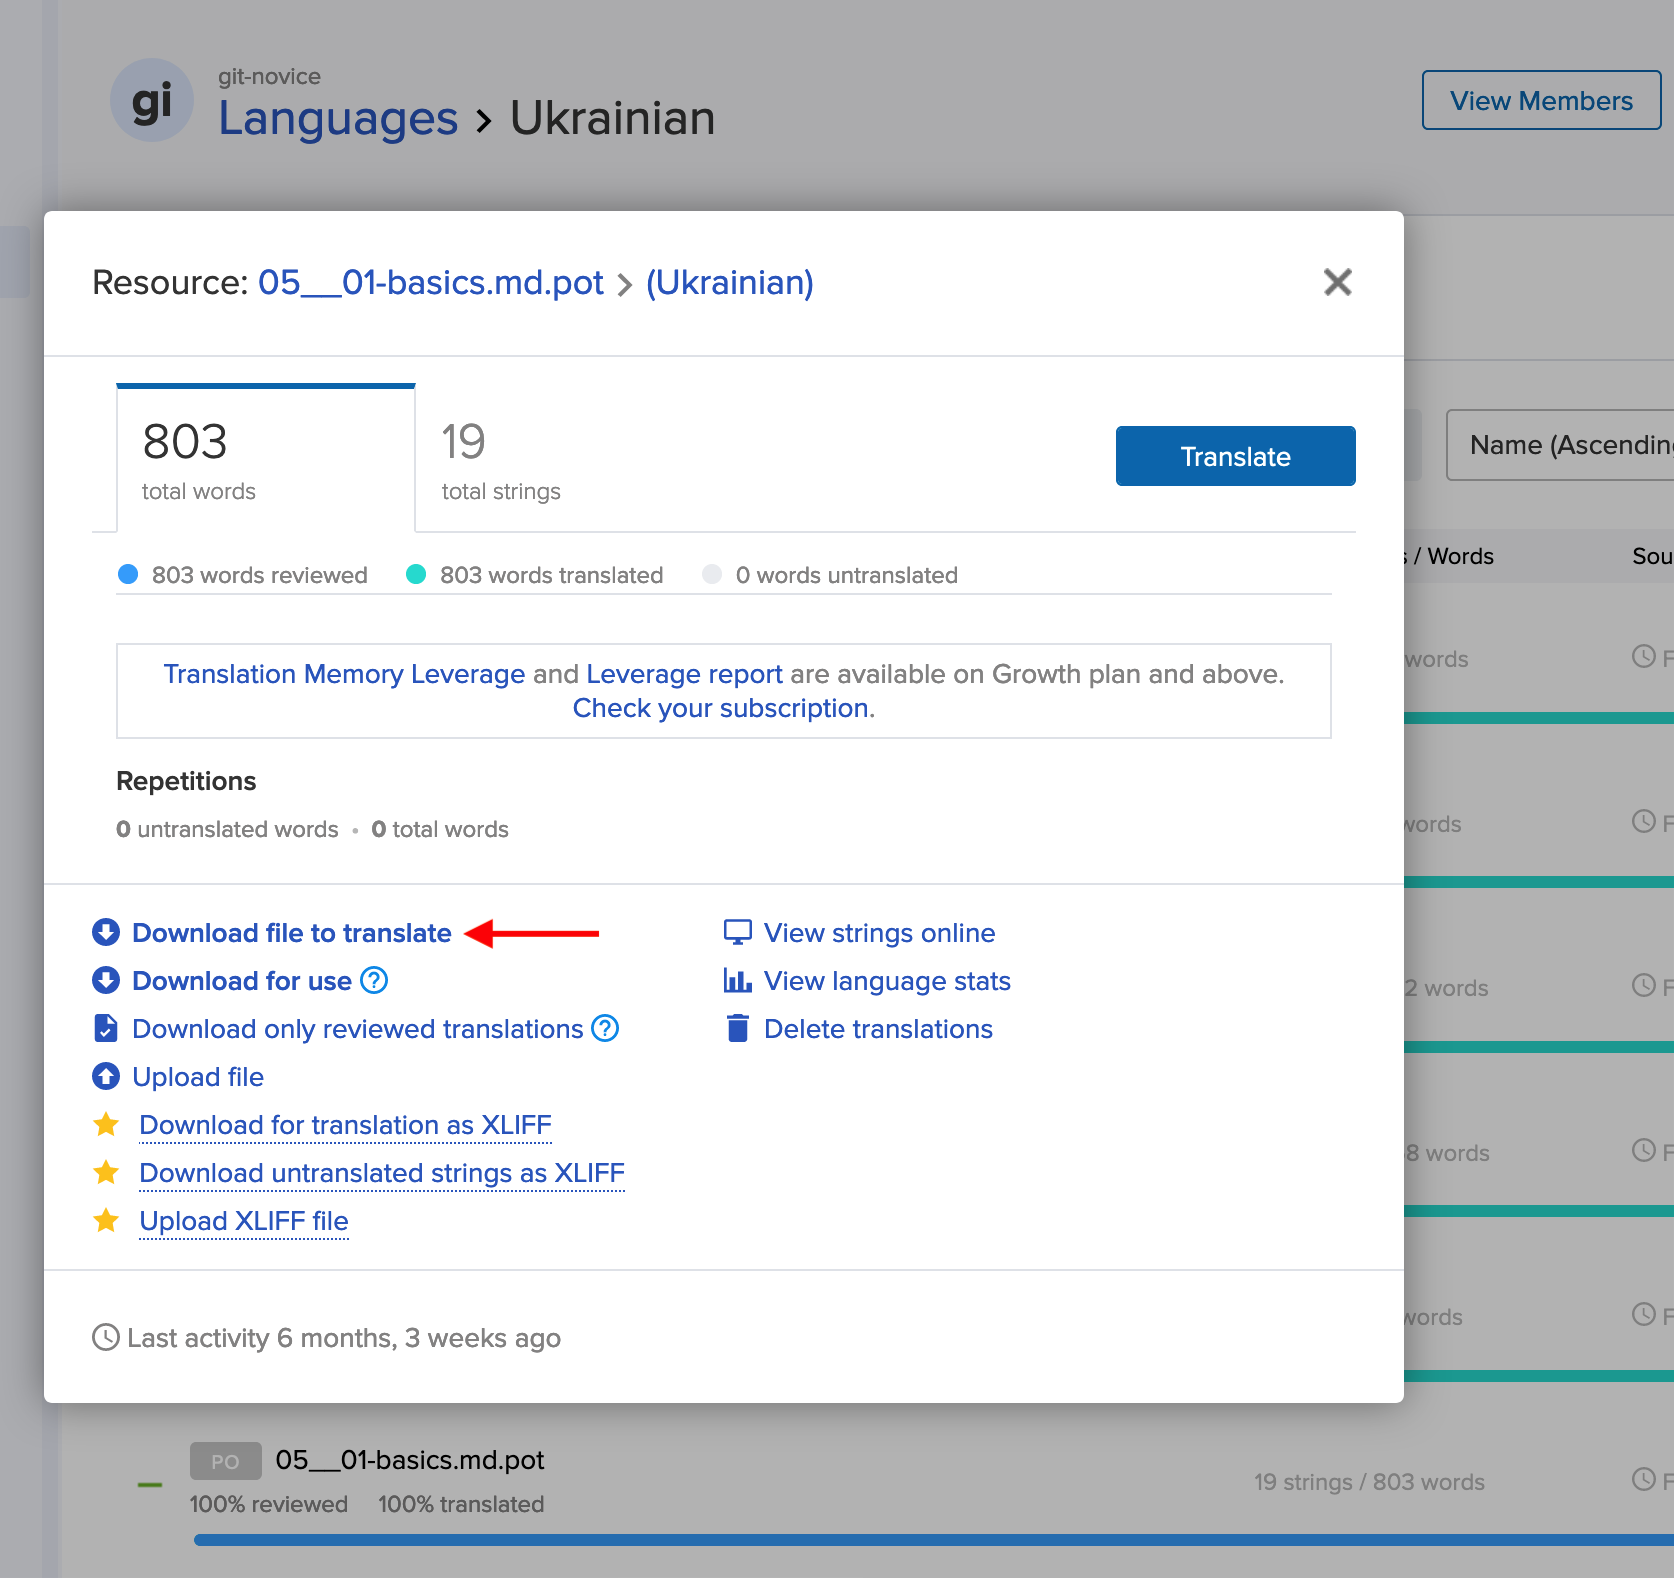 gi
git-novice
Languages › Ukrainian
View Members
Resource: 05__01-basics.md.pot > (Ukrainian)
803
total words
19
total strings
Translate
Name (Ascending
803 words reviewed
803 words translated
0 words untranslated
/ Words
Translation Memory Leverage and Leverage report are available on Growth plan and above.
Check your subscription.
words
Repetitions
0 untranslated words • 0 total words
words
Download file to translate
View strings online
Download for use ?
View language stats
2 words
Download only reviewed translations ?
Delete translations
Upload file
Download for translation as XLIFF
8 words
Download untranslated strings as XLIFF
Upload XLIFF file
words
Last activity 6 months, 3 weeks ago
PO 05__01-basics.md.pot
19 strings / 803 words
100% reviewed 100% translated